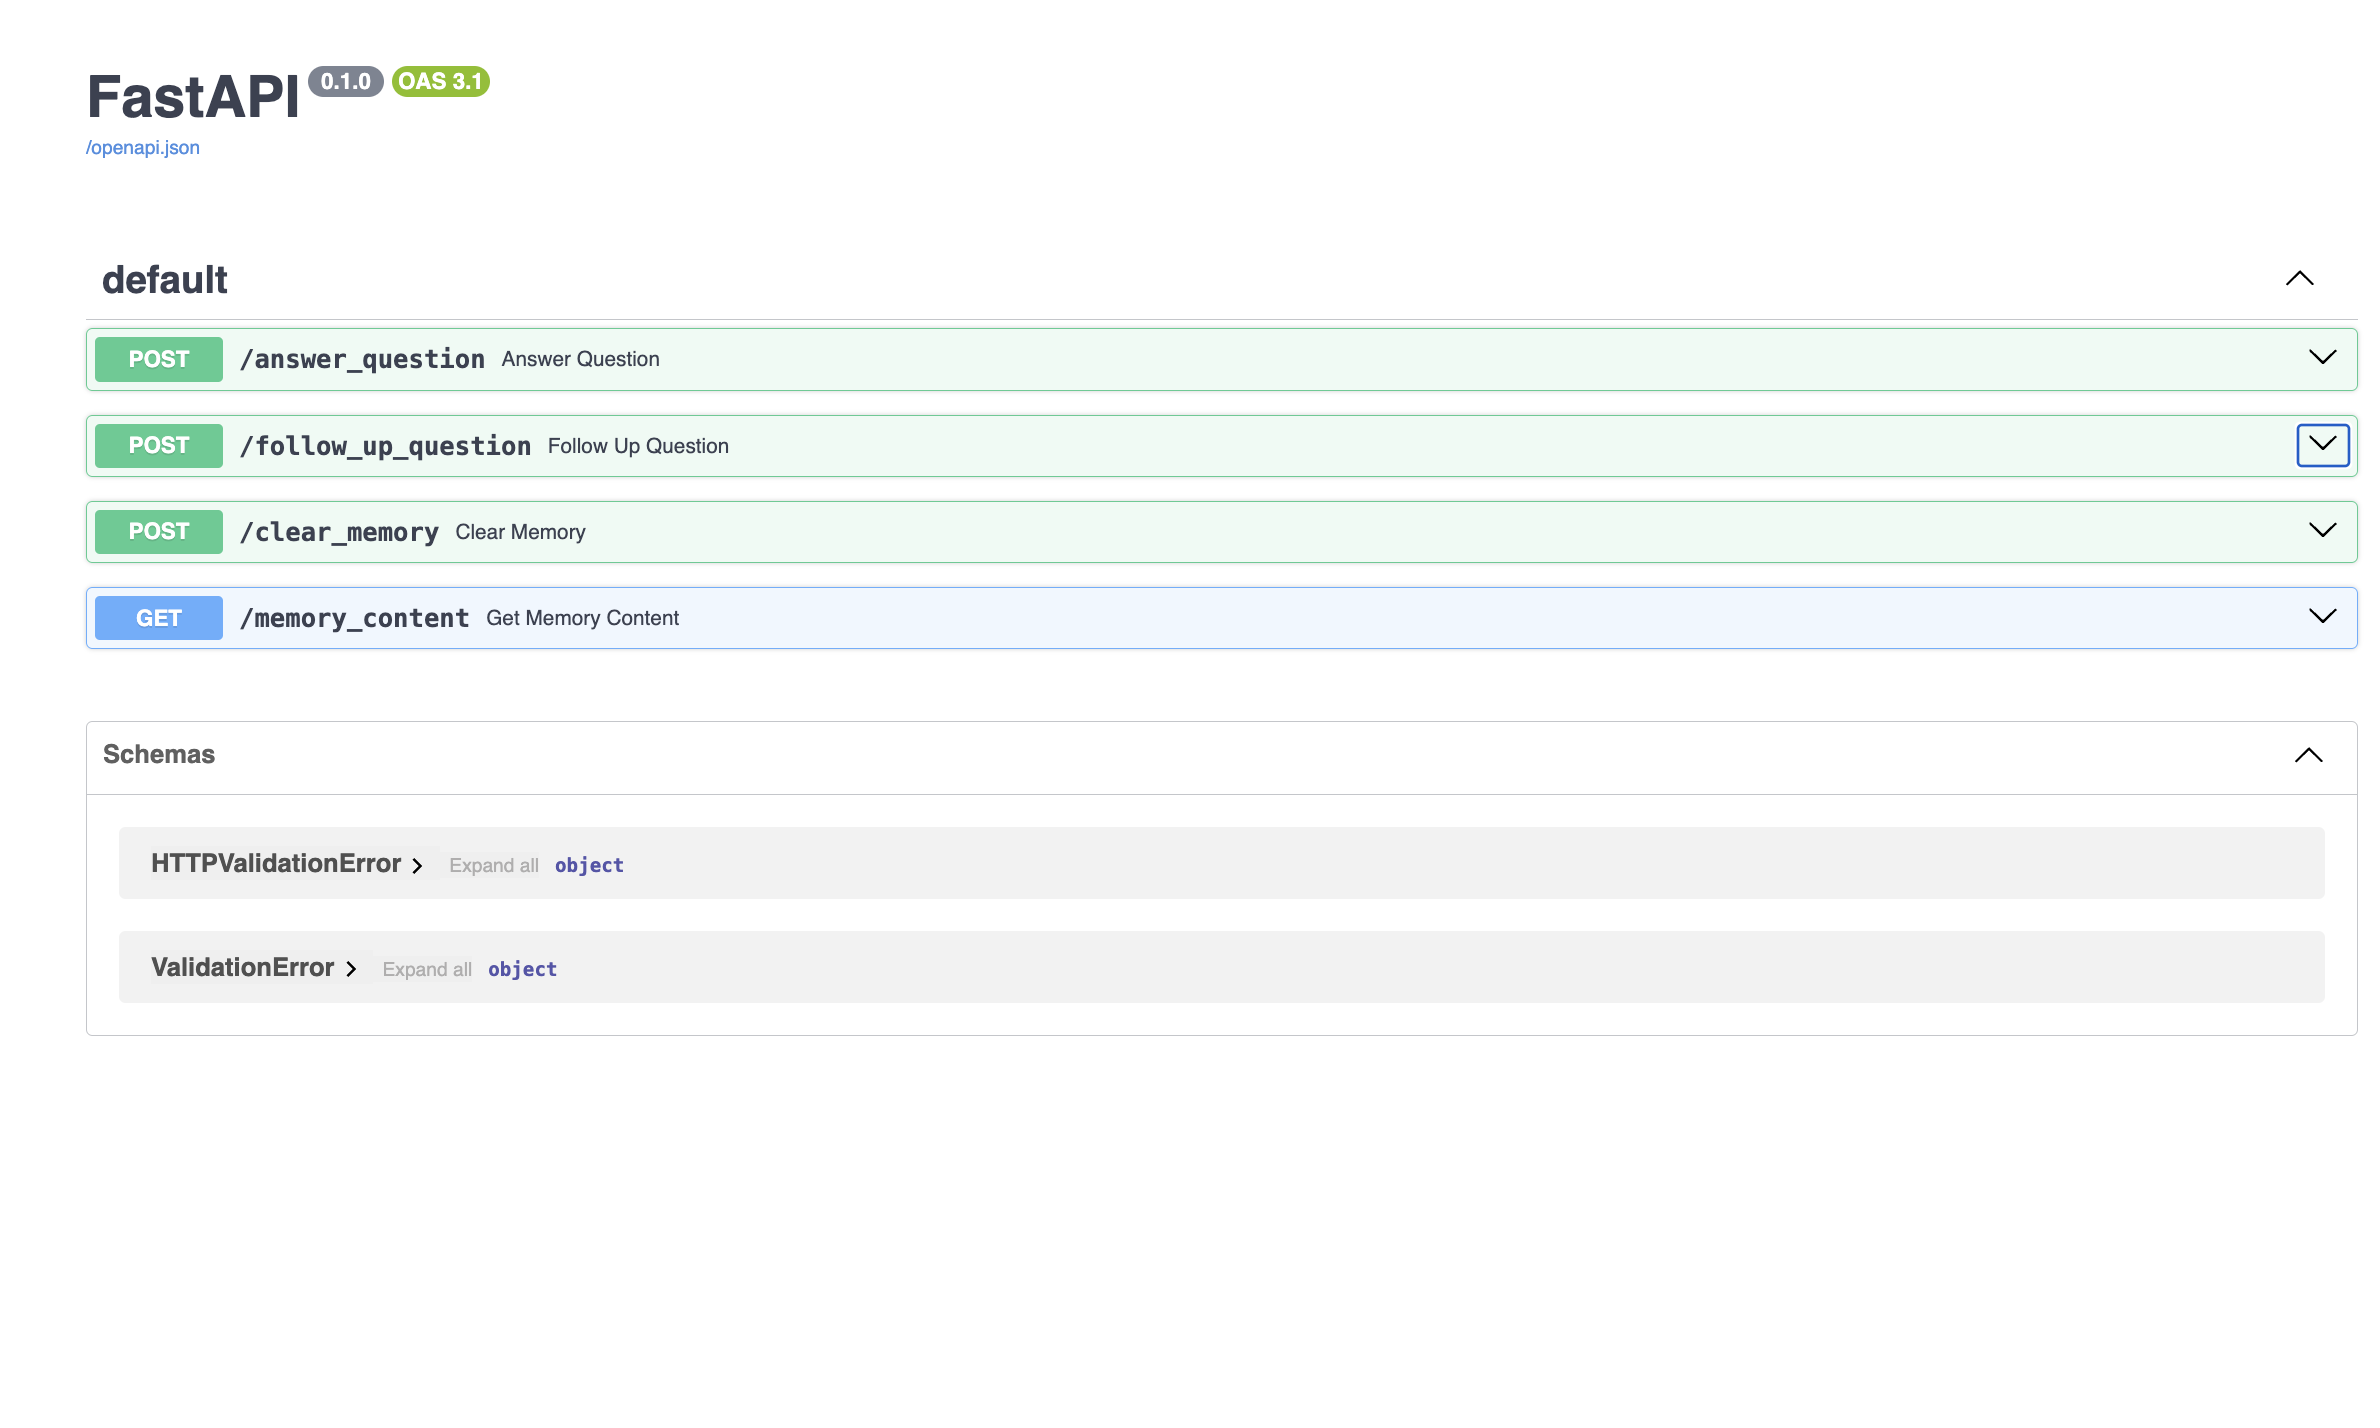 FastAPI 0.1.0 OAS 3.1
/openapi.json
default
POST /answer_question Answer Question
POST /follow_up_question Follow Up Question
POST /clear_memory Clear Memory
GET /memory_content Get Memory Content
Schemas
HTTPValidationError Expand all object
ValidationError Expand all object